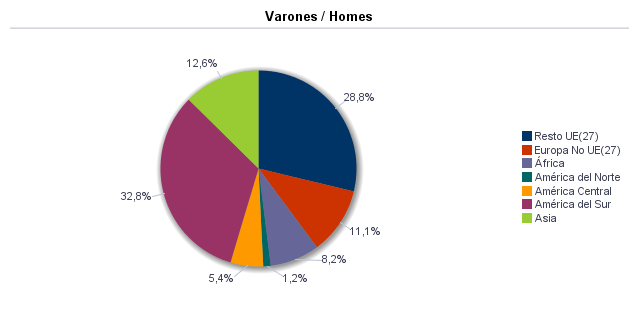 Varones / Homes
12,6%
28,8%
32,8%
11,1%
8,2%
5,4%
1,2%
Resto UE(27)
Europa No UE(27)
África
América del Norte
América Central
América del Sur
Asia